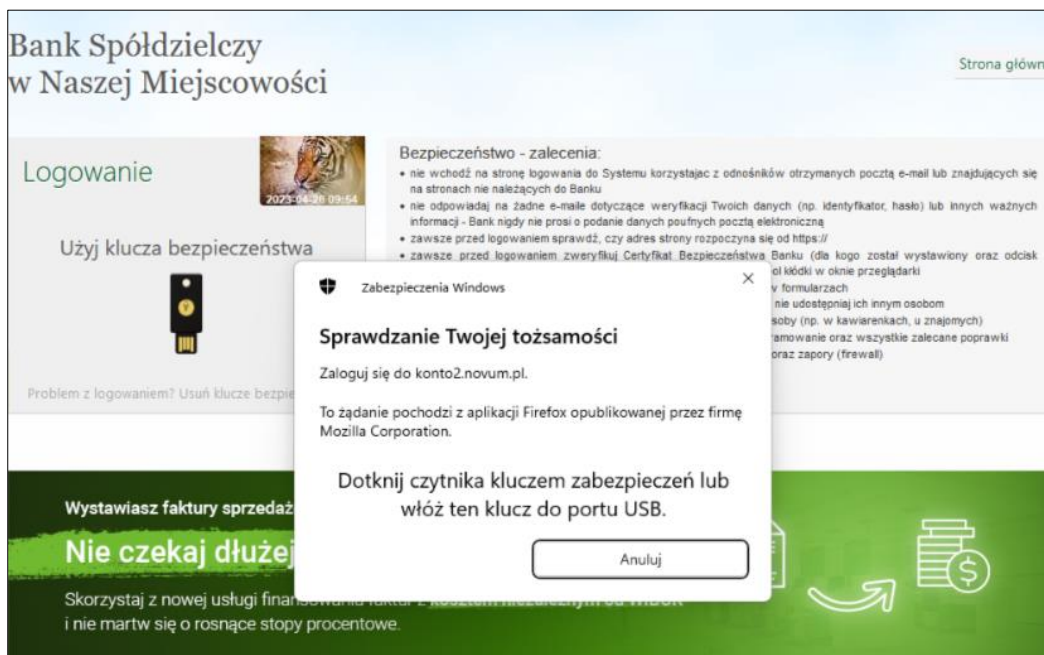 Bank Spółdzielczy
w Naszej Miejscowości
Strona główn
Logowanie
2023-04-26 09:54
Użyj klucza bezpieczeństwa
Problem z logowaniem? Usuń klucze bezpie
Bezpieczeństwo - zalecenia:
• nie wchodź na stronę logowania do Systemu korzystajac z odnośników otrzymanych pocztą e-mail lub znajdujących się
na stronach nie należących do Banku
• nie odpowiadaj na żadne e-maile dotyczące weryfikacji Twoich danych (np. identyfikator, hasło) lub innych ważnych
informacji - Bank nigdy nie prosi o podanie danych poufnych pocztą elektroniczną
• zawsze przed logowaniem sprawdź, czy adres strony rozpoczyna się od https://
• zawsze przed logowaniem zweryfikuj Certyfikat Bezpieczeństwa Banku (dla kogo został wystawiony oraz odcisk
ol kłódki w oknie przeglądarki
v formularzach
nie udostępniaj ich innym osobom
soby (np. w kawiarenkach, u znajomych)
ramowanie oraz wszystkie zalecane poprawki
oraz zapory (firewall)
Zabezpieczenia Windows
Sprawdzanie Twojej tożsamości
Zaloguj się do konto2.novum.pl.
To żądanie pochodzi z aplikacji Firefox opublikowanej przez firmę
Mozilla Corporation.
Dotknij czytnika kluczem zabezpieczeń lub
włóż ten klucz do portu USB.
Anuluj
Wystawiasz faktury sprzedaż
Nie czekaj dłużej
Skorzystaj z nowej usługi finansowania faktur z kosztem niezależnym od WIBOR
i nie martw się o rosnące stopy procentowe.